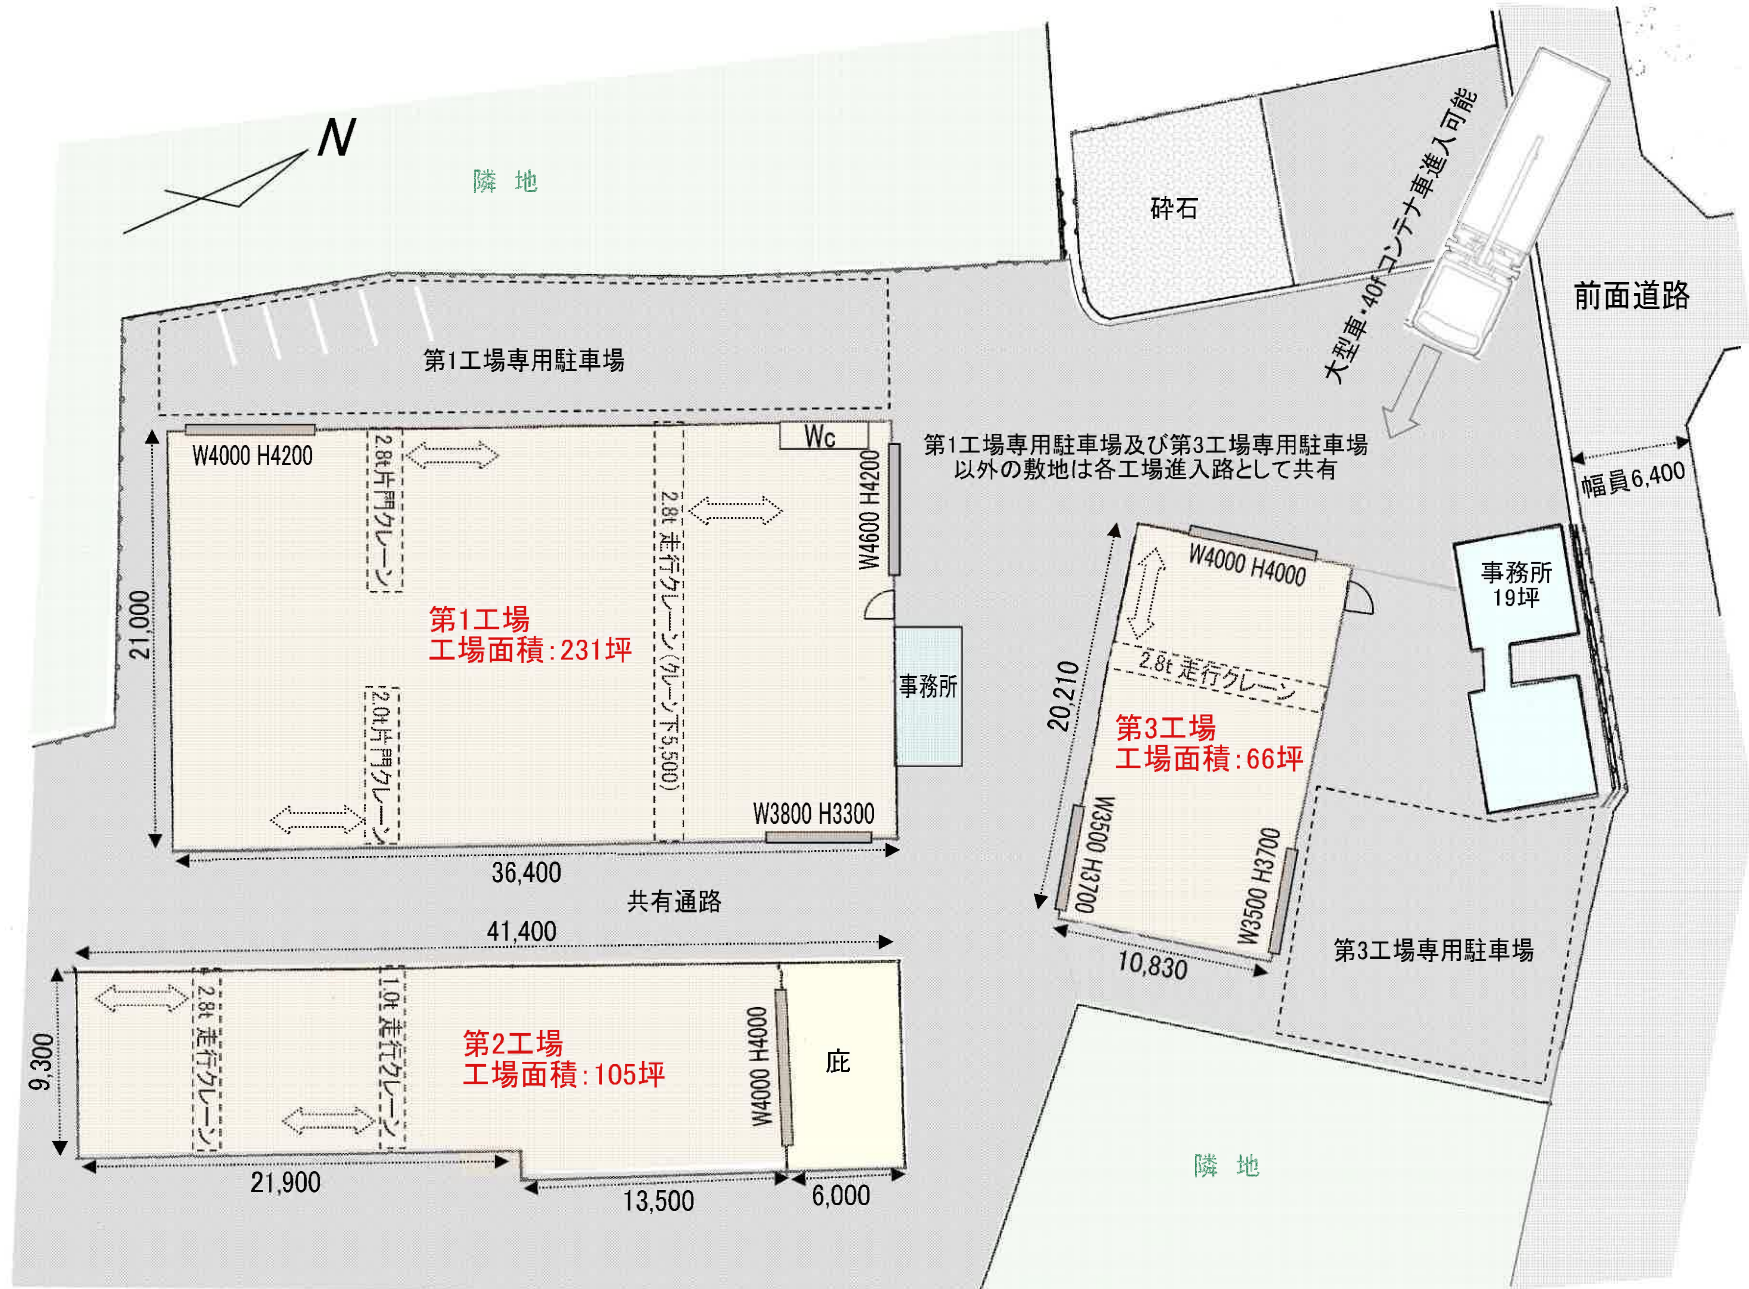 N
隣 地
砕石
大型車・40ftコンテナ車進入可能
前面道路
幅員6,400
第1工場専用駐車場
第1工場専用駐車場及び第3工場専用駐車場
以外の敷地は各工場進入路として共有
W4000 H4200
2.8t片門クレーン
2.8t 走行クレーン(クレーン下5,500)
Wc
W4600 H4200
21,000
第1工場
工場面積:231坪
2.0t片門クレーン
事務所
W3800 H3300
36,400
W4000 H4000
事務所
19坪
20,210
2.8t 走行クレーン
第3工場
工場面積:66坪
W3500 H3700
W3500 H3700
10,830
第3工場専用駐車場
共有通路
41,400
9,300
2.8t 走行クレーン
1.0t 走行クレーン
第2工場
工場面積:105坪
W4000 H4000
庇
21,900
13,500
6,000
隣 地